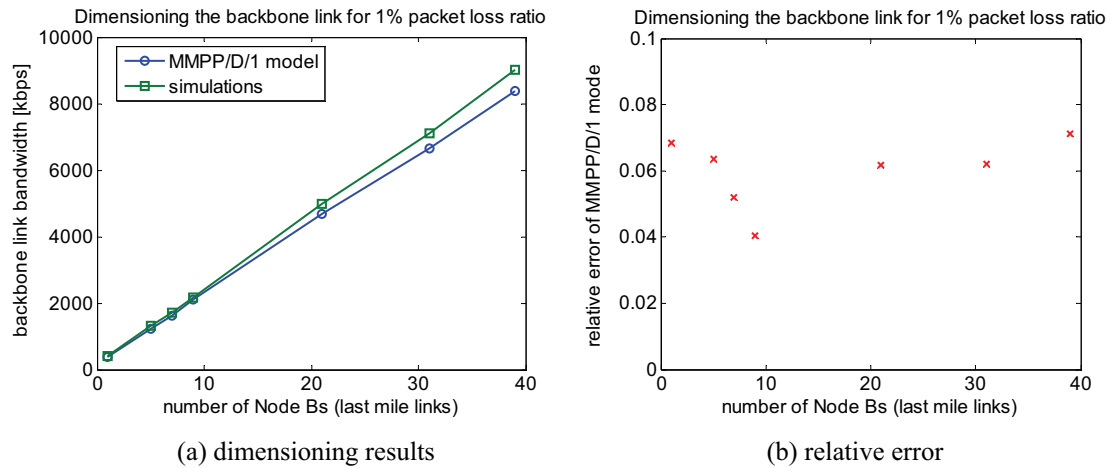 Dimensioning the backbone link for 1% packet loss ratio
10000
8000
6000
4000
2000
0
backbone link bandwidth [kbps]
MMPP/D/1 model
simulations
0 10 20 30 40
number of Node Bs (last mile links)
(a) dimensioning results
Dimensioning the backbone link for 1% packet loss ratio
0.1
0.08
0.06
0.04
0.02
0
relative error of MMPP/D/1 mode
0 10 20 30 40
number of Node Bs (last mile links)
(b) relative error